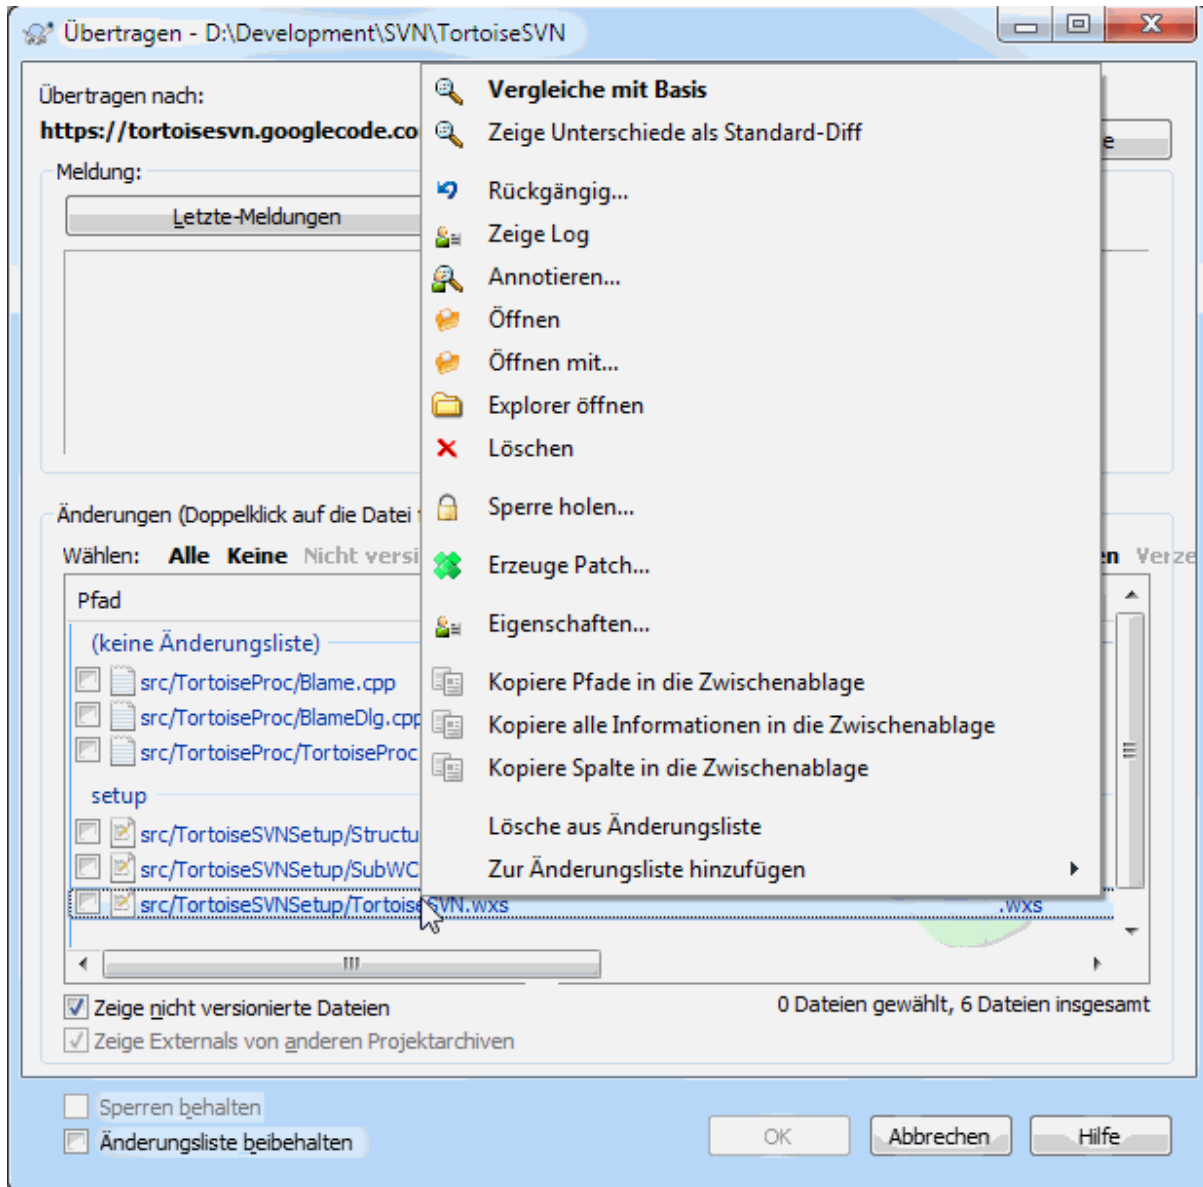 Übertragen - D:\Development\SVN\TortoiseSVN
Übertragen nach:
https://tortoisesvn.googlecode.co
Meldung:
Letzte-Meldungen
Vergleiche mit Basis
Zeige Unterschiede als Standard-Diff
Rückgängig...
Zeige Log
Annotieren...
Öffnen
Öffnen mit...
Explorer öffnen
Löschen
Sperre holen...
Erzeuge Patch...
Eigenschaften...
Kopiere Pfade in die Zwischenablage
Kopiere alle Informationen in die Zwischenablage
Kopiere Spalte in die Zwischenablage
Lösche aus Änderungsliste
Zur Änderungsliste hinzufügen
Änderungen (Doppelklick auf die Datei
Wählen: Alle Keine Nicht versi
Pfad
(keine Änderungsliste)
src/TortoiseProc/Blame.cpp
src/TortoiseProc/BlameDlg.cpp
src/TortoiseProc/TortoiseProc
setup
src/TortoiseSVNSetup/Structu
src/TortoiseSVNSetup/SubWC
src/TortoiseSVNSetup/TortoiseSVN.wxs .wxs
Zeige nicht versionierte Dateien
0 Dateien gewählt, 6 Dateien insgesamt
Zeige Externals von anderen Projektarchiven
Sperren behalten
Änderungsliste beibehalten
OK Abbrechen Hilfe